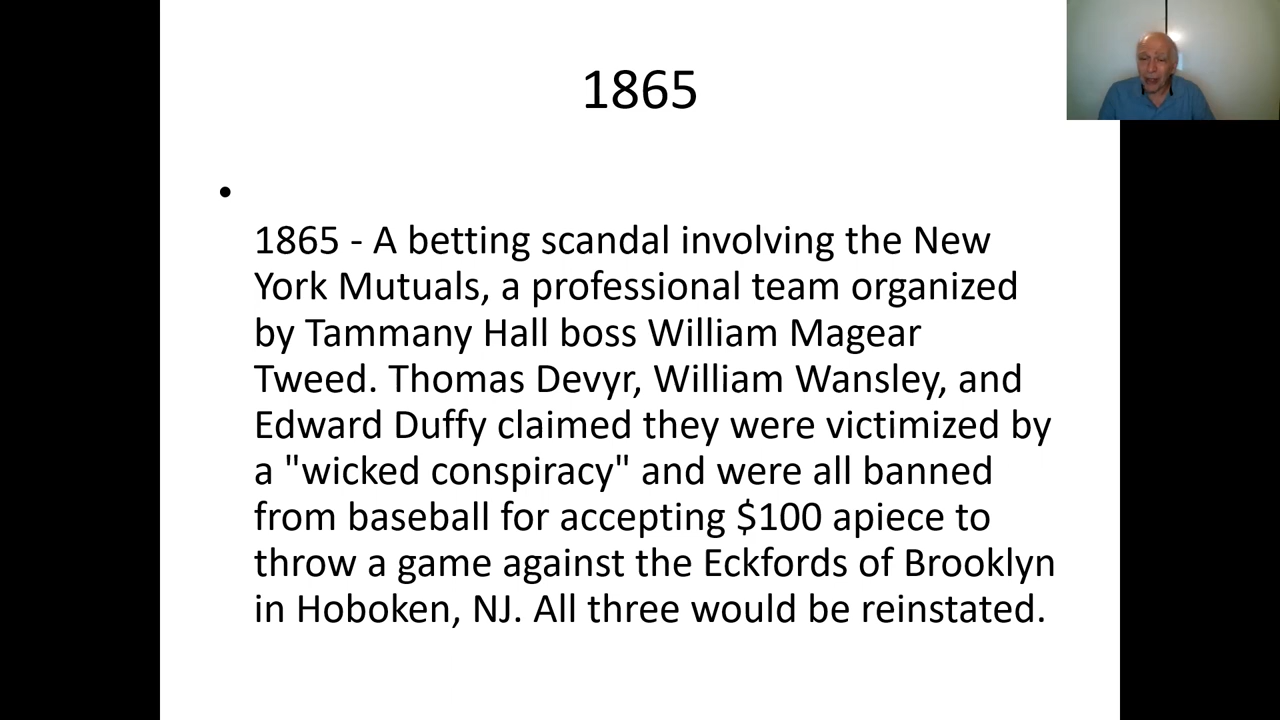 1865
•
1865 - A betting scandal involving the New
York Mutuals, a professional team organized
by Tammany Hall boss William Magear
Tweed. Thomas Devyr, William Wansley, and
Edward Duffy claimed they were victimized by
a "wicked conspiracy" and were all banned
from baseball for accepting $100 apiece to
throw a game against the Eckfords of Brooklyn
in Hoboken, NJ. All three would be reinstated.